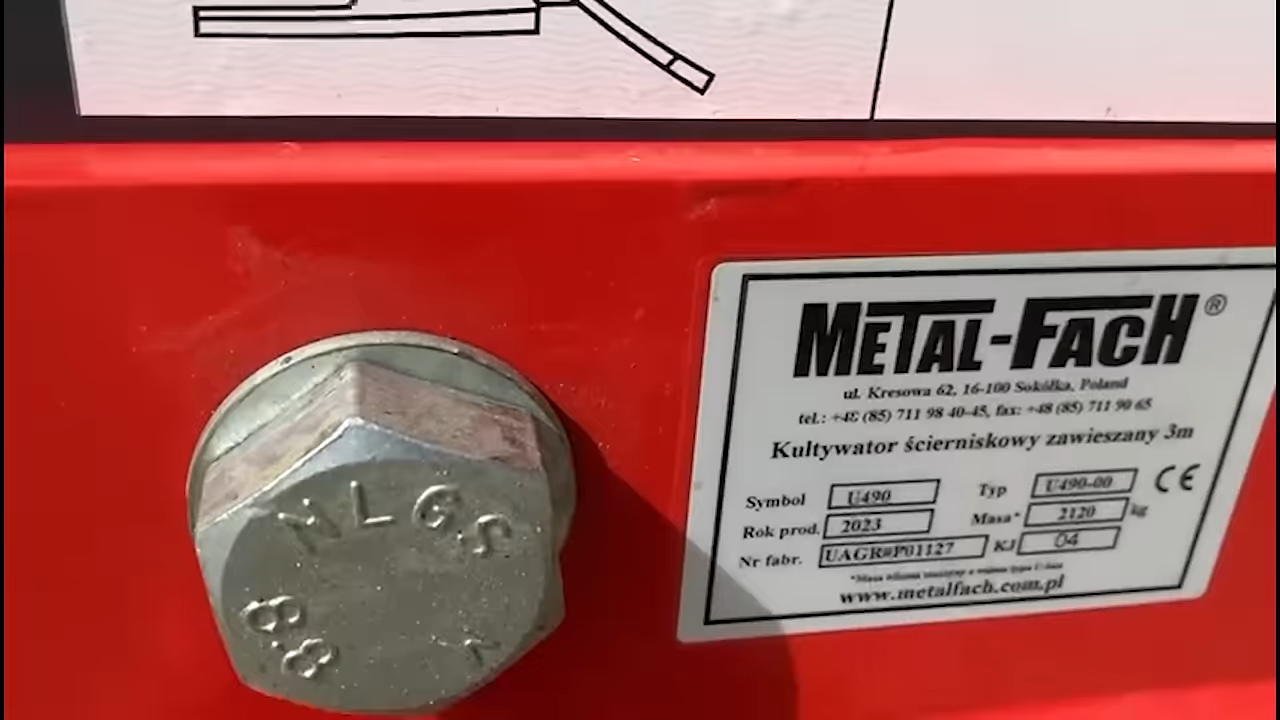 METAL-FACH®
ul. Kresowa 62, 16-100 Sokółka, Poland
tel.: +48 (85) 711 98 40-45, fax: +48 (85) 711 90 65
Kultywator ścierniskowy zawieszany 3m
Symbol U490 Typ U490-00 CE
Rok prod. 2023 Masa* 2120 kg
Nr fabr. UAGR#P01127 KJ 04
www.metalfach.com.pl
8.8